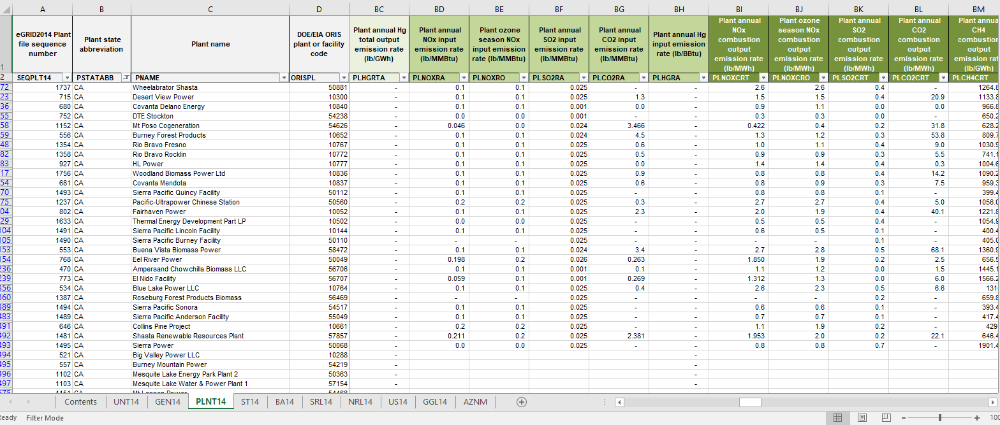 A B C D BC BD BE BF BG BH BI BJ BK BL BM
1 eGRID2014 Plant file sequence number Plant state abbreviation Plant name DOE/EIA ORIS plant or facility code Plant annual Hg total output emission rate (lb/GWh) Plant annual NOx input emission rate (lb/MMBtu) Plant ozone season NOx input emission rate (lb/MMBtu) Plant annual SO2 input emission rate (lb/MMBtu) Plant annual CO2 input emission rate (lb/MMBtu) Plant annual Hg input emission rate (lb/BBtu) Plant annual NOx combustion output emission rate (lb/MWh) Plant ozone season NOx combustion output emission rate (lb/MWh) Plant annual SO2 combustion output emission rate (lb/MWh) Plant annual CO2 combustion output emission rate (lb/MWh) Plant annua CH4 combustion output emission rat (lb/GWh)
2 SEQPLT14 PSTATABB PNAME ORISPL PLHGRTA PLNOXRA PLNOXRO PLSO2RA PLCO2RA PLHGRA PLNOXCRT PLNOXCRO PLSO2CRT PLCO2CRT PLCH4CRT
72 1737 CA Wheelabrator Shasta 50881 - 0.1 0.1 0.025 - - 2.6 2.6 0.4 - 1264.8
23 715 CA Desert View Power 10300 - 0.1 0.1 0.025 1.3 - 1.5 1.5 0.4 20.9 1133.8
36 680 CA Covanta Delano Energy 10840 - 0.1 0.1 0.001 0.0 - 0.9 1.1 0.0 0.0 966.8
55 752 CA DTE Stockton 54238 - 0.0 0.0 0.001 - - 0.3 0.3 0.0 - 650.2
58 1152 CA Mt Poso Cogeneration 54626 - 0.046 0.0 0.024 3.466 - 0.422 0.4 0.2 31.8 628.2
59 556 CA Burney Forest Products 10652 - 0.1 0.1 0.024 4.5 - 1.3 1.2 0.3 53.8 809.7
48 1354 CA Rio Bravo Fresno 10767 - 0.1 0.1 0.025 0.6 - 1.0 1.1 0.4 9.0 1030.9
82 1358 CA Rio Bravo Rocklin 10772 - 0.1 0.1 0.025 0.5 - 0.9 0.9 0.3 5.5 741.1
83 927 CA HL Power 10777 - 0.1 0.1 0.025 0.0 - 1.4 1.4 0.4 0.3 1004.6
17 1756 CA Woodland Biomass Power Ltd 10836 - 0.1 0.1 0.025 0.9 - 0.8 0.8 0.4 14.2 1090.2
54 681 CA Covanta Mendota 10837 - 0.1 0.1 0.025 0.6 - 0.8 0.9 0.3 7.5 959.3
70 1493 CA Sierra Pacific Quincy Facility 50112 - 0.1 0.1 0.025 - - 0.8 0.8 0.1 - 399.4
75 1237 CA Pacific-Ultrapower Chinese Station 50560 - 0.2 0.2 0.025 0.3 - 2.7 2.7 0.4 5.0 1056.0
04 802 CA Fairhaven Power 10052 - 0.1 0.1 0.025 2.3 - 2.0 1.9 0.4 40.1 1221.8
29 1633 CA Thermal Energy Development Part LP 10502 - 0.0 0.0 0.025 - - 0.5 0.5 0.4 - 1054.9
104 1491 CA Sierra Pacific Lincoln Facility 10144 - 0.1 0.1 0.025 - - 0.6 0.5 0.1 - 400.4
105 1490 CA Sierra Pacific Burney Facility 50110 - - - 0.025 - - - - 0.1 - 405.0
153 553 CA Buena Vista Biomass Power 58472 - 0.1 0.1 0.024 3.4 - 2.7 2.8 0.5 68.1 1360.9
154 768 CA Eel River Power 50049 - 0.198 0.2 0.026 0.263 - 1.850 1.9 0.2 2.5 656.5
236 470 CA Ampersand Chowchilla Biomass LLC 56706 - 0.1 0.1 0.001 0.1 - 1.1 1.2 0.0 1.5 1445.1
239 773 CA El Nido Facility 56707 - 0.059 0.1 0.001 0.269 - 1.312 1.3 0.0 6.0 1566.2
356 534 CA Blue Lake Power LLC 10764 - 0.1 0.1 0.025 0.4 - 2.6 2.3 0.5 6.6 131
360 1387 CA Roseburg Forest Products Biomass 56469 - - - 0.025 - - - - 0.2 - 659.8
389 1494 CA Sierra Pacific Sonora 54517 - 0.1 0.1 0.025 - - 0.6 0.6 0.1 - 393.4
483 1489 CA Sierra Pacific Anderson Facility 55049 - 0.1 0.1 0.025 - - 0.7 0.7 0.1 - 417.4
491 646 CA Collins Pine Project 10661 - 0.2 0.2 0.025 - - 1.1 1.9 0.2 - 429
492 1481 CA Shasta Renewable Resources Plant 57857 - 0.211 0.2 0.025 2.381 - 1.953 2.0 0.2 22.1 646.4
493 1495 CA Sierra Power 50068 - 0.0 0.0 0.025 - - 0.8 0.8 0.7 - 1901.4
494 521 CA Big Valley Power LLC 10288 - -
495 557 CA Burney Mountain Power 54219 - -
496 1102 CA Mesquite Lake Energy Park Plant 2 50363 - -
497 1103 CA Mesquite Lake Water & Power Plant 1 57154 - -
575 1151 CA Mt Lassen Power 54468
Contents UNT14 GEN14 PLNT14 ST14 BA14 SRL14 NRL14 US14 GGL14 AZNM
Ready Filter Mode 100